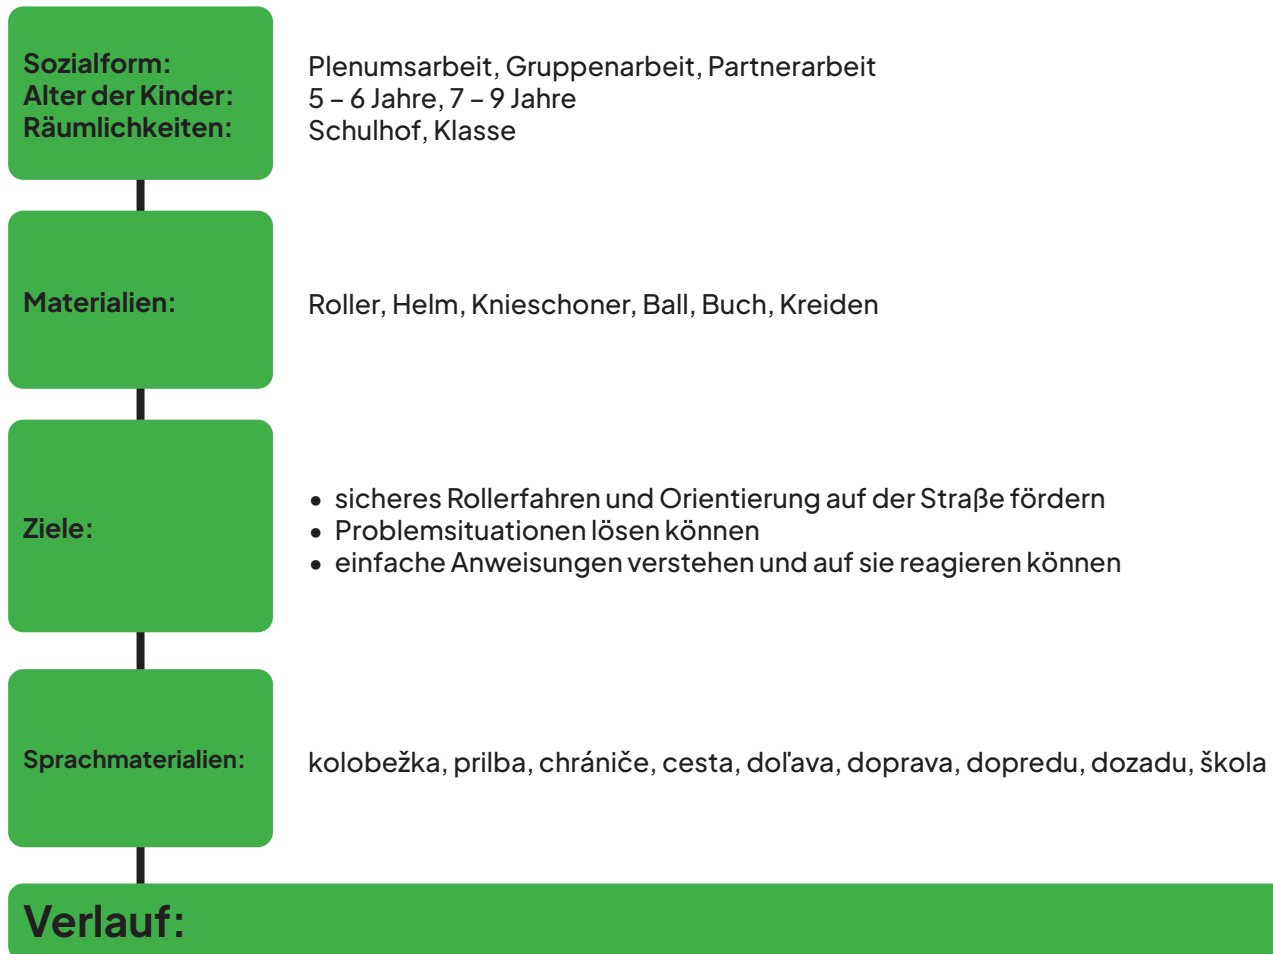 Sozialform:
Alter der Kinder:
Räumlichkeiten:
Plenumsarbeit, Gruppenarbeit, Partnerarbeit
5 – 6 Jahre, 7 – 9 Jahre
Schulhof, Klasse
Materialien:
Roller, Helm, Knieschoner, Ball, Buch, Kreiden
Ziele:
• sicheres Rollerfahren und Orientierung auf der Straße fördern
• Problemsituationen lösen können
• einfache Anweisungen verstehen und auf sie reagieren können
Sprachmaterialien:
kolobežka, prilba, chrániče, cesta, doľava, doprava, dopredu, dozadu, škola
Verlauf: